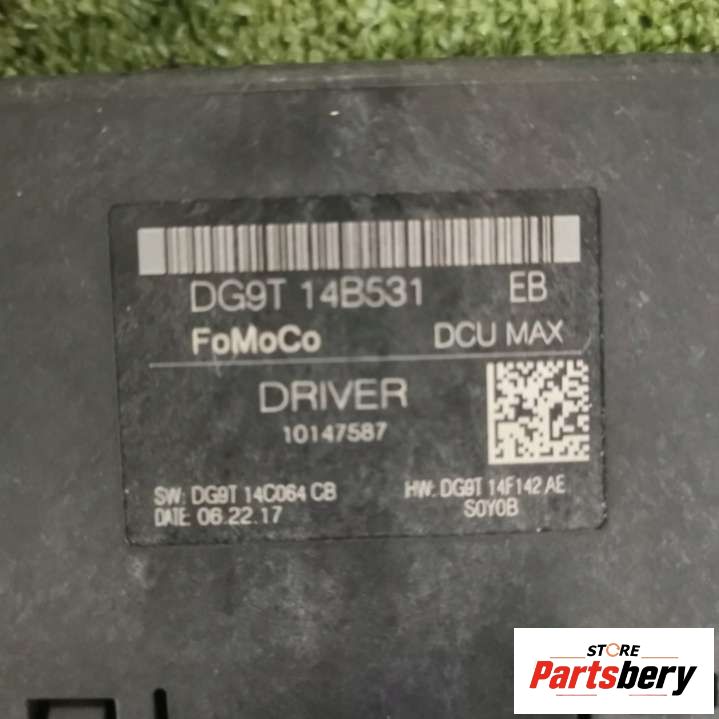 DG9T 14B531 EB
FoMoCo DCU MAX
DRIVER
10147587
SW: DG9T 14C064 CB HW: DG9T 14F142 AE
DATE: 06.22.17 S0Y0B
STORE
Partsbery